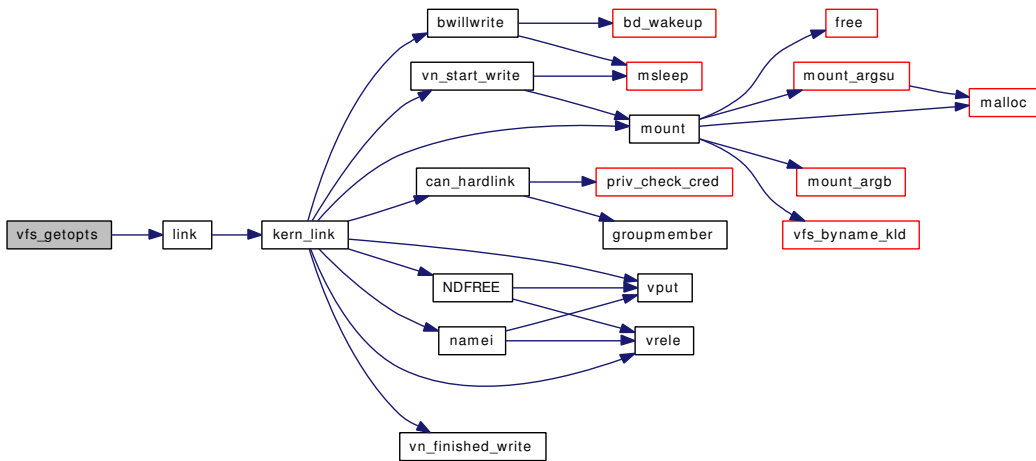 bwillwrite
bd_wakeup
free
vn_start_write
msleep
mount_argsu
malloc
mount
can_hardlink
priv_check_cred
mount_argb
vfs_getopts
link
kern_link
groupmember
vfs_byname_kld
NDFREE
vput
namei
vrele
vn_finished_write